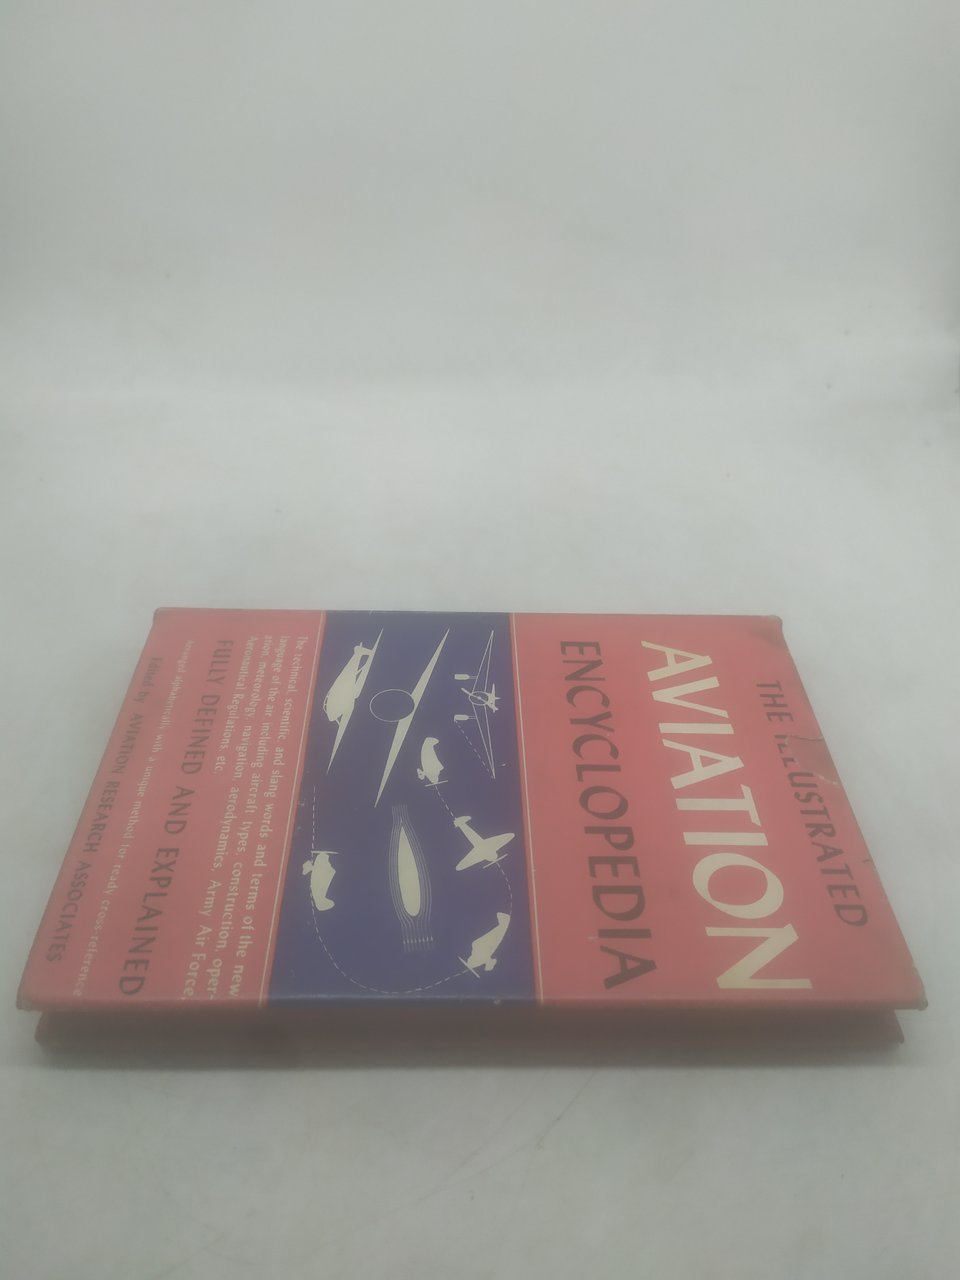 THE ILLUSTRATED
AVIATION
ENCYCLOPEDIA
The technical, scientific and slang words and terms of the new
language of the air including aircraft types, construction, oper-
ation, meteorology, navigation, aerodynamics, Army Air Force,
Aeronautical Regulations, etc.
FULLY DEFINED AND EXPLAINED
Arranged alphabetically with a unique method for ready cross-reference
Edited by AVIATION RESEARCH ASSOCIATES